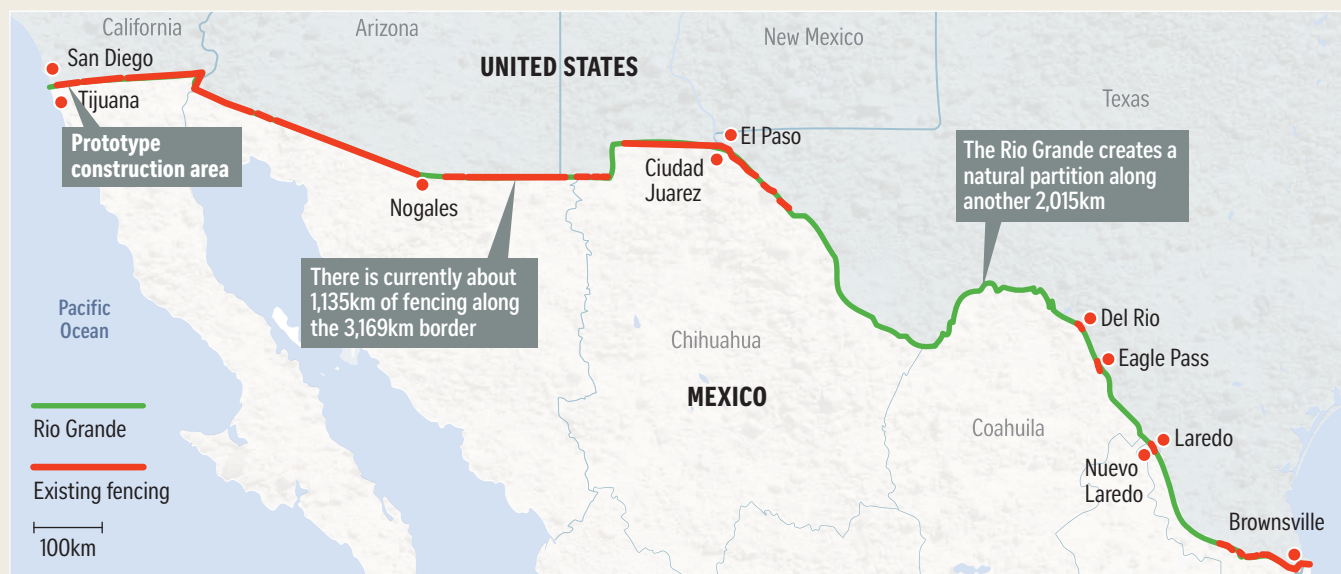 California
Arizona
New Mexico
San Diego
UNITED STATES
Texas
Tijuana
El Paso
Prototype
construction area
Ciudad
Juarez
The Rio Grande creates a
natural partition along
another 2,015km
Nogales
There is currently about
1,135km of fencing along
the 3,169km border
Pacific
Ocean
Chihuahua
Del Rio
Eagle Pass
MEXICO
Rio Grande
Coahuila
Laredo
Nuevo
Laredo
Existing fencing
Brownsville
100km